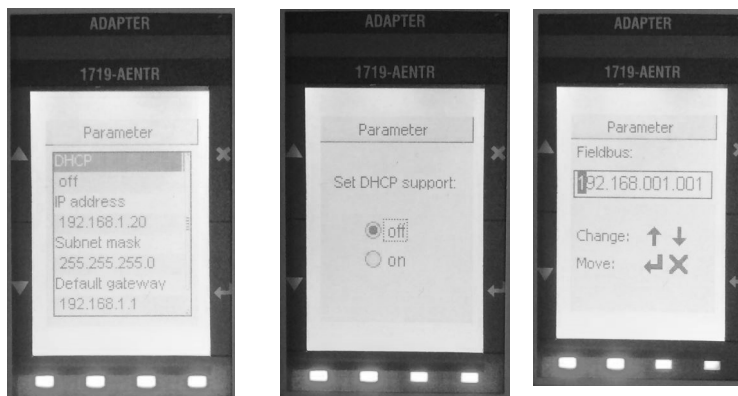 ADAPTER
1719-AENTR
Parameter
DHCP
off
IP address
192.168.1.20
Subnet mask
255.255.255.0
Default gateway
192.168.1.1
ADAPTER
1719-AENTR
Parameter
Set DHCP support:
off
on
ADAPTER
1719-AENTR
Parameter
Fieldbus:
192.168.001.001
Change: ↑ ↓
Move: ↵ X